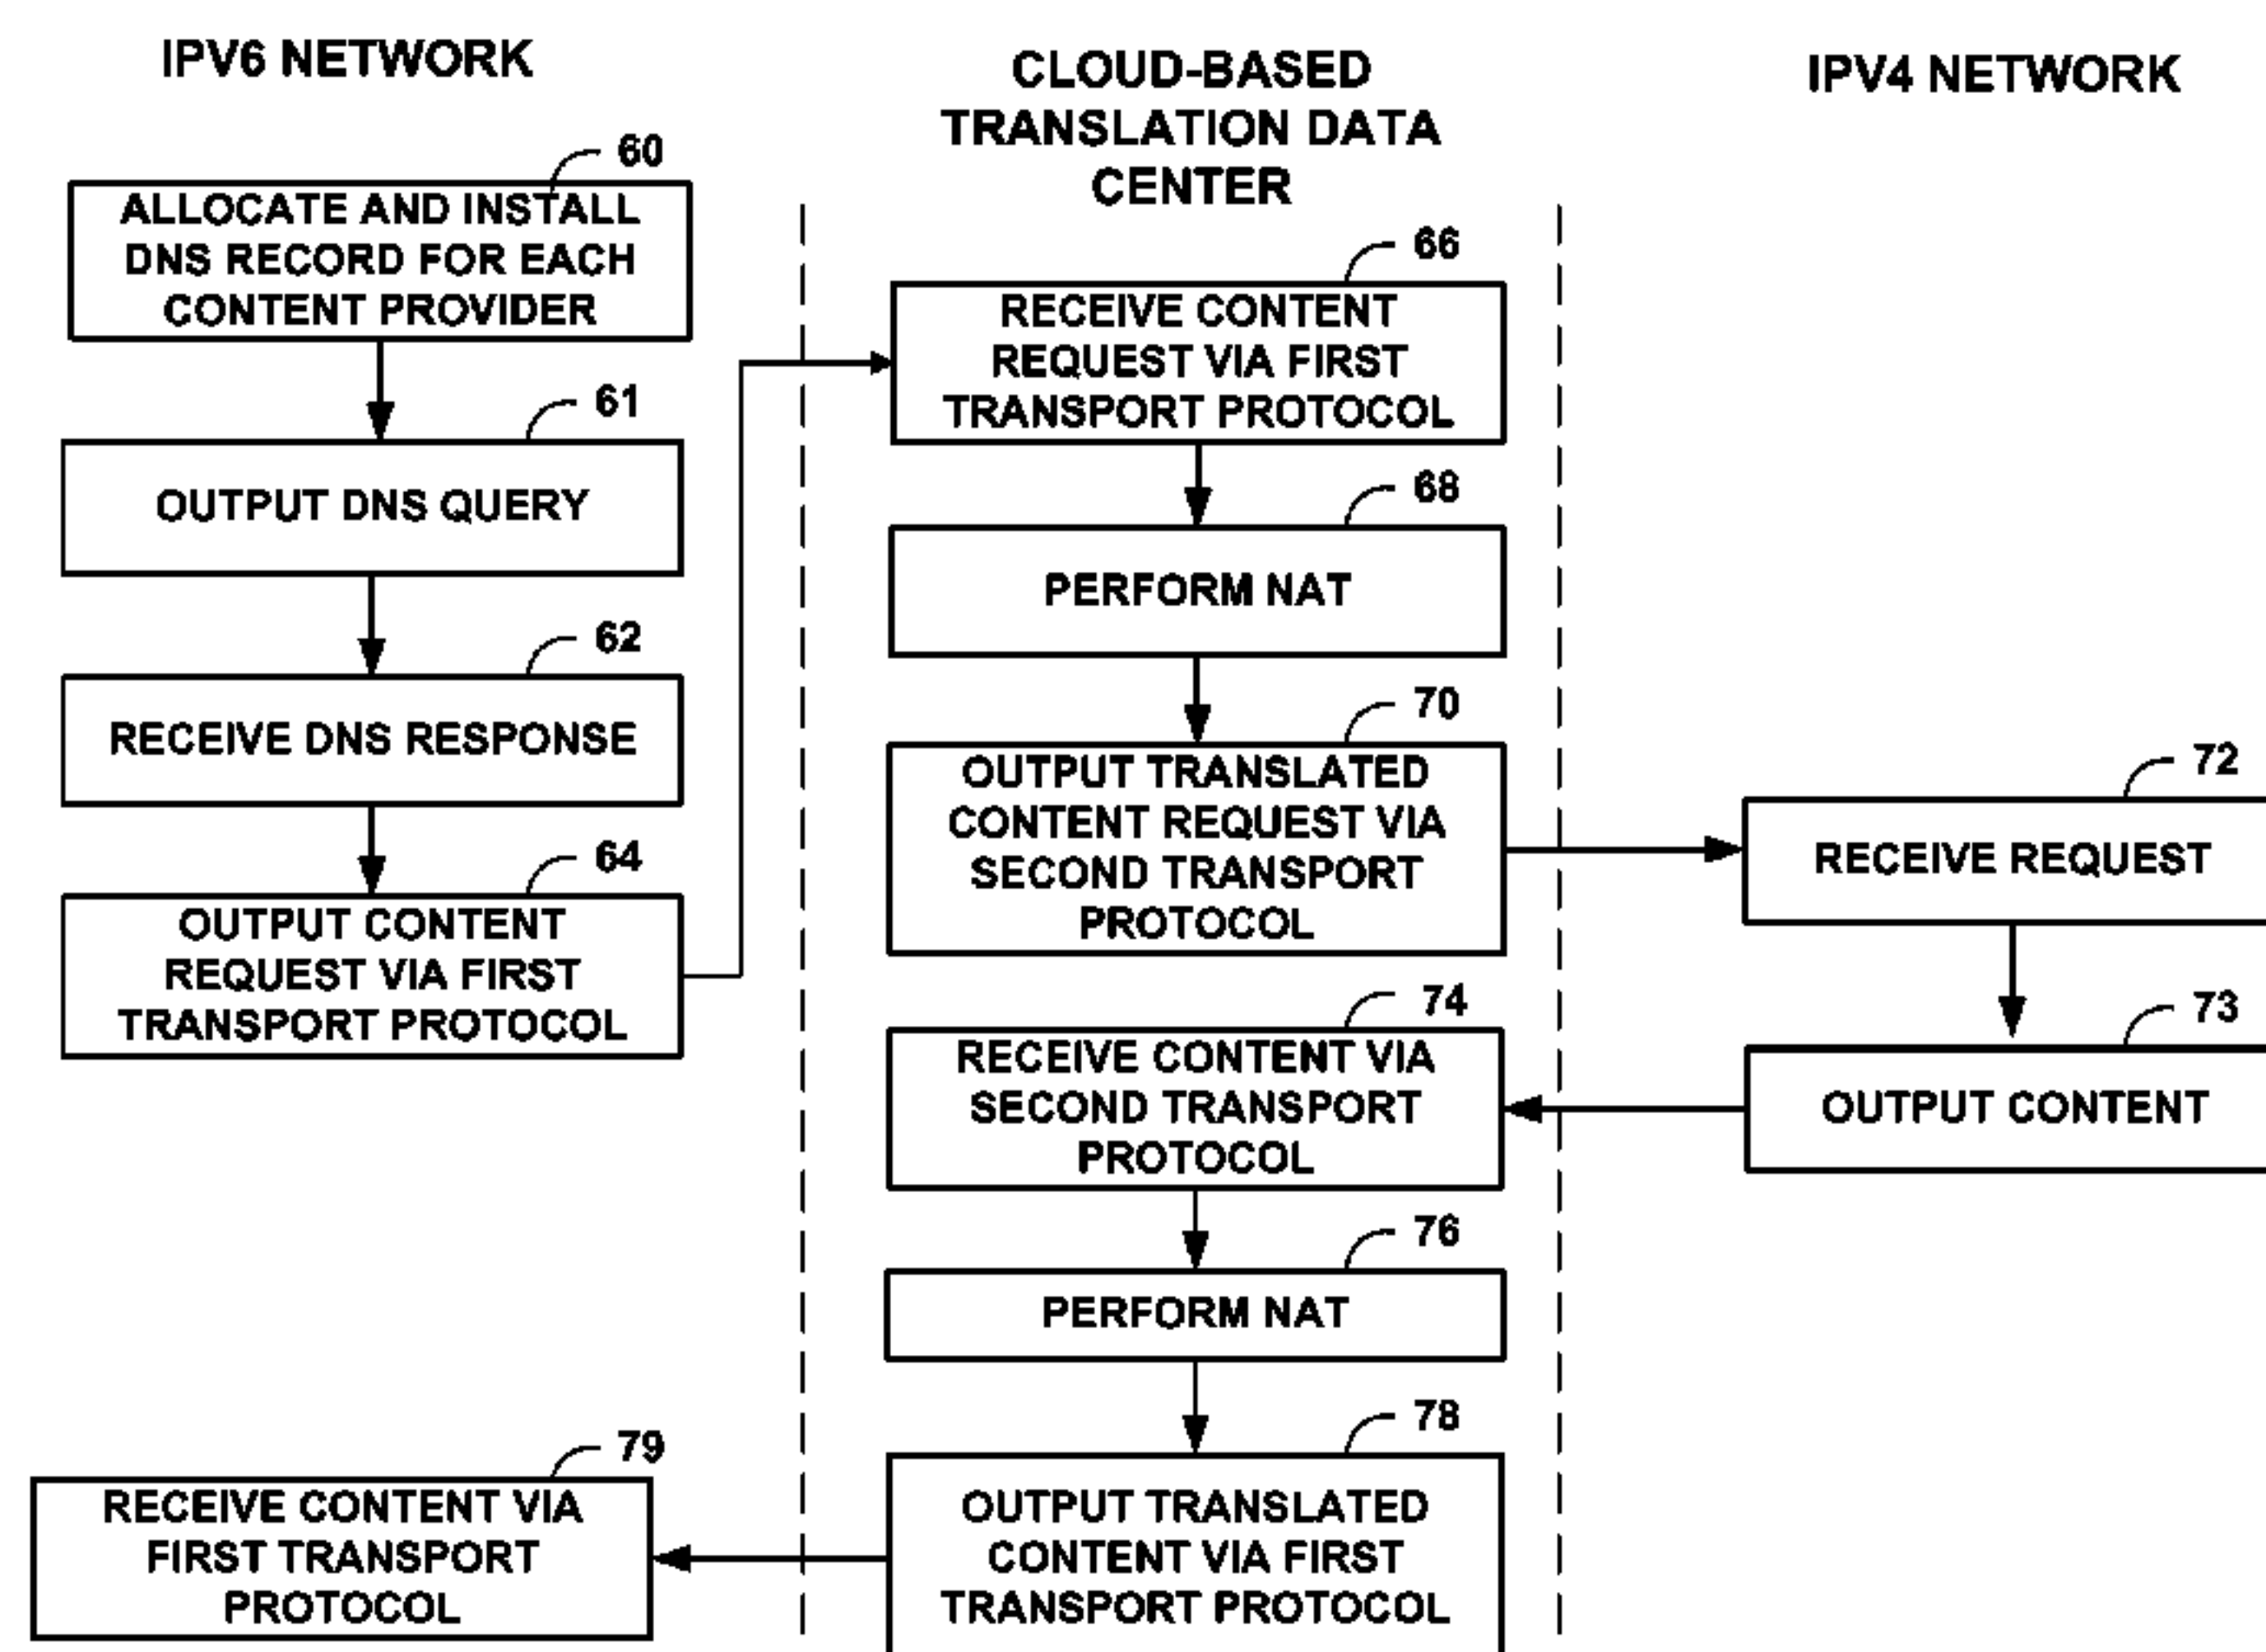 IPV6 NETWORK
CLOUD-BASED
TRANSLATION DATA
CENTER
IPV4 NETWORK
60
ALLOCATE AND INSTALL
DNS RECORD FOR EACH
CONTENT PROVIDER
61
OUTPUT DNS QUERY
62
RECEIVE DNS RESPONSE
64
OUTPUT CONTENT
REQUEST VIA FIRST
TRANSPORT PROTOCOL
66
RECEIVE CONTENT
REQUEST VIA FIRST
TRANSPORT PROTOCOL
68
PERFORM NAT
70
OUTPUT TRANSLATED
CONTENT REQUEST VIA
SECOND TRANSPORT
PROTOCOL
72
RECEIVE REQUEST
73
OUTPUT CONTENT
74
RECEIVE CONTENT VIA
SECOND TRANSPORT
PROTOCOL
76
PERFORM NAT
78
OUTPUT TRANSLATED
CONTENT VIA FIRST
TRANSPORT PROTOCOL
79
RECEIVE CONTENT VIA
FIRST TRANSPORT
PROTOCOL